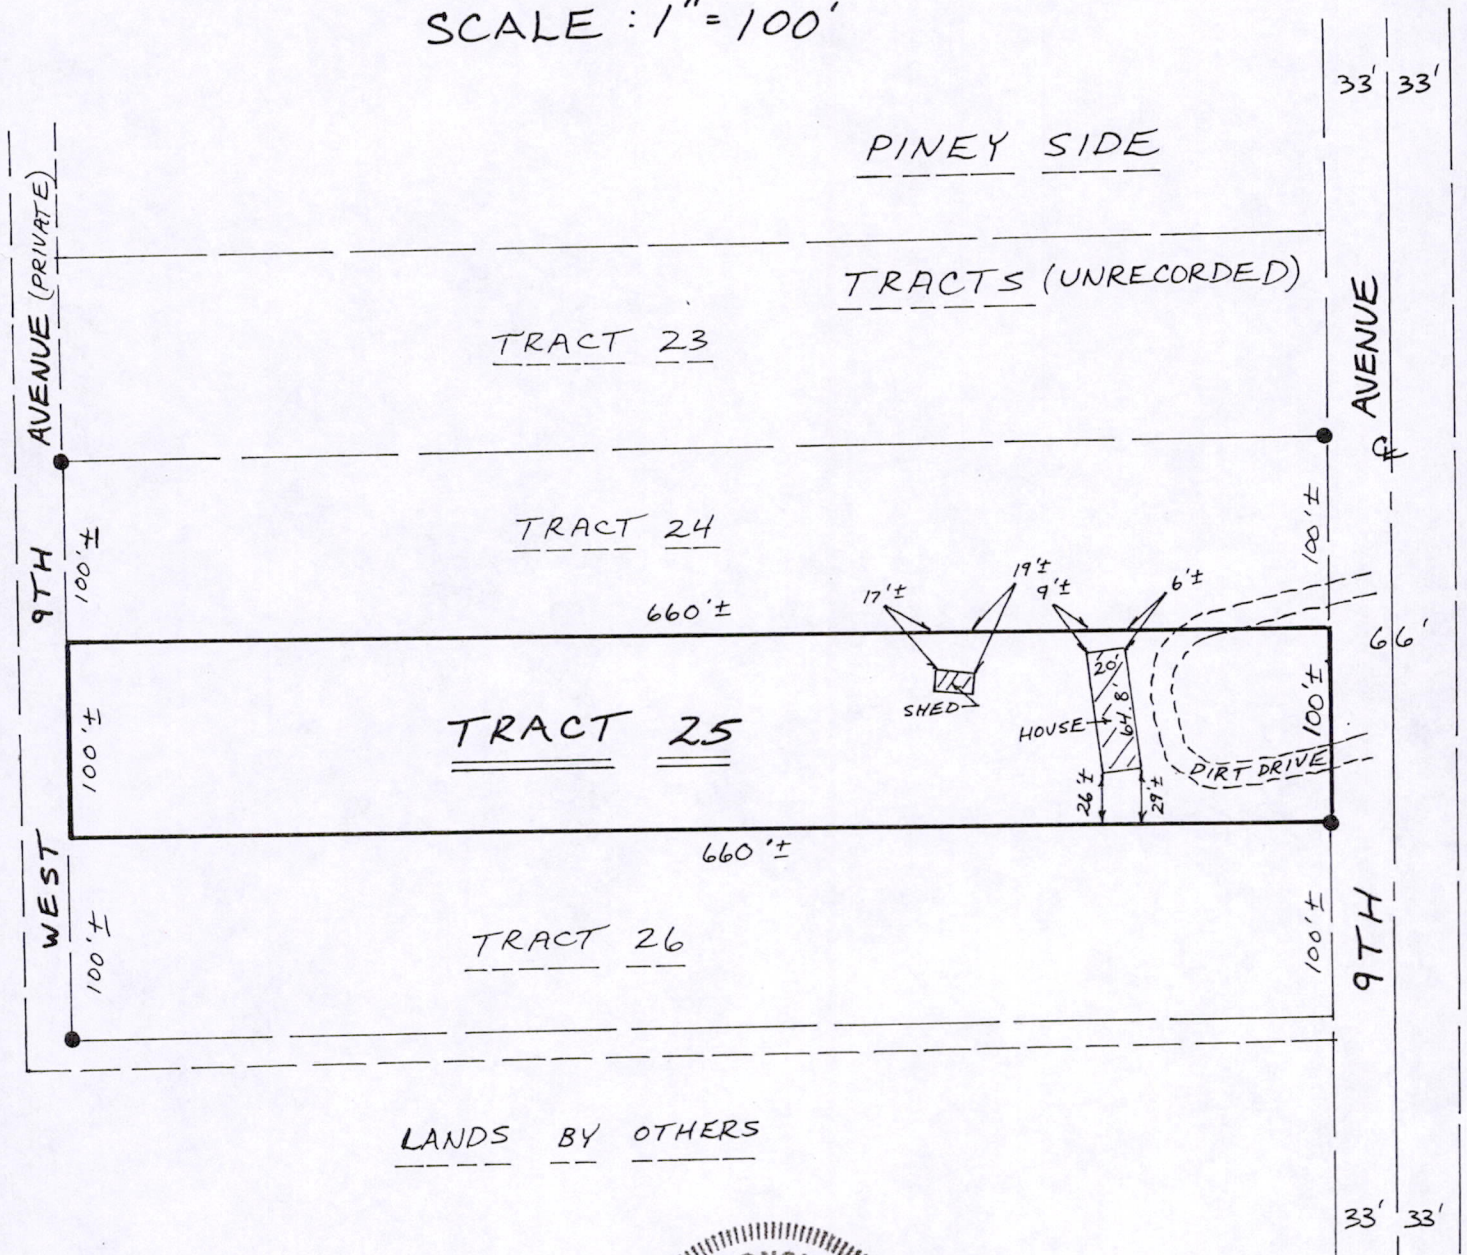 SCALE : 1" = 100'
33' 33'
PINEY SIDE
TRACTS (UNRECORDED)
9TH AVENUE (PRIVATE)
TRACT 23
AVENUE
℄
100'±
TRACT 24
100'±
17'±
19'±
9'±
6'±
660'±
66'
100'±
TRACT 25
SHED
HOUSE
20'
64.8'
100'±
DIRT DRIVE
26'±
29'±
660'±
WEST
100'±
TRACT 26
100'±
9TH
LANDS BY OTHERS
33' 33'